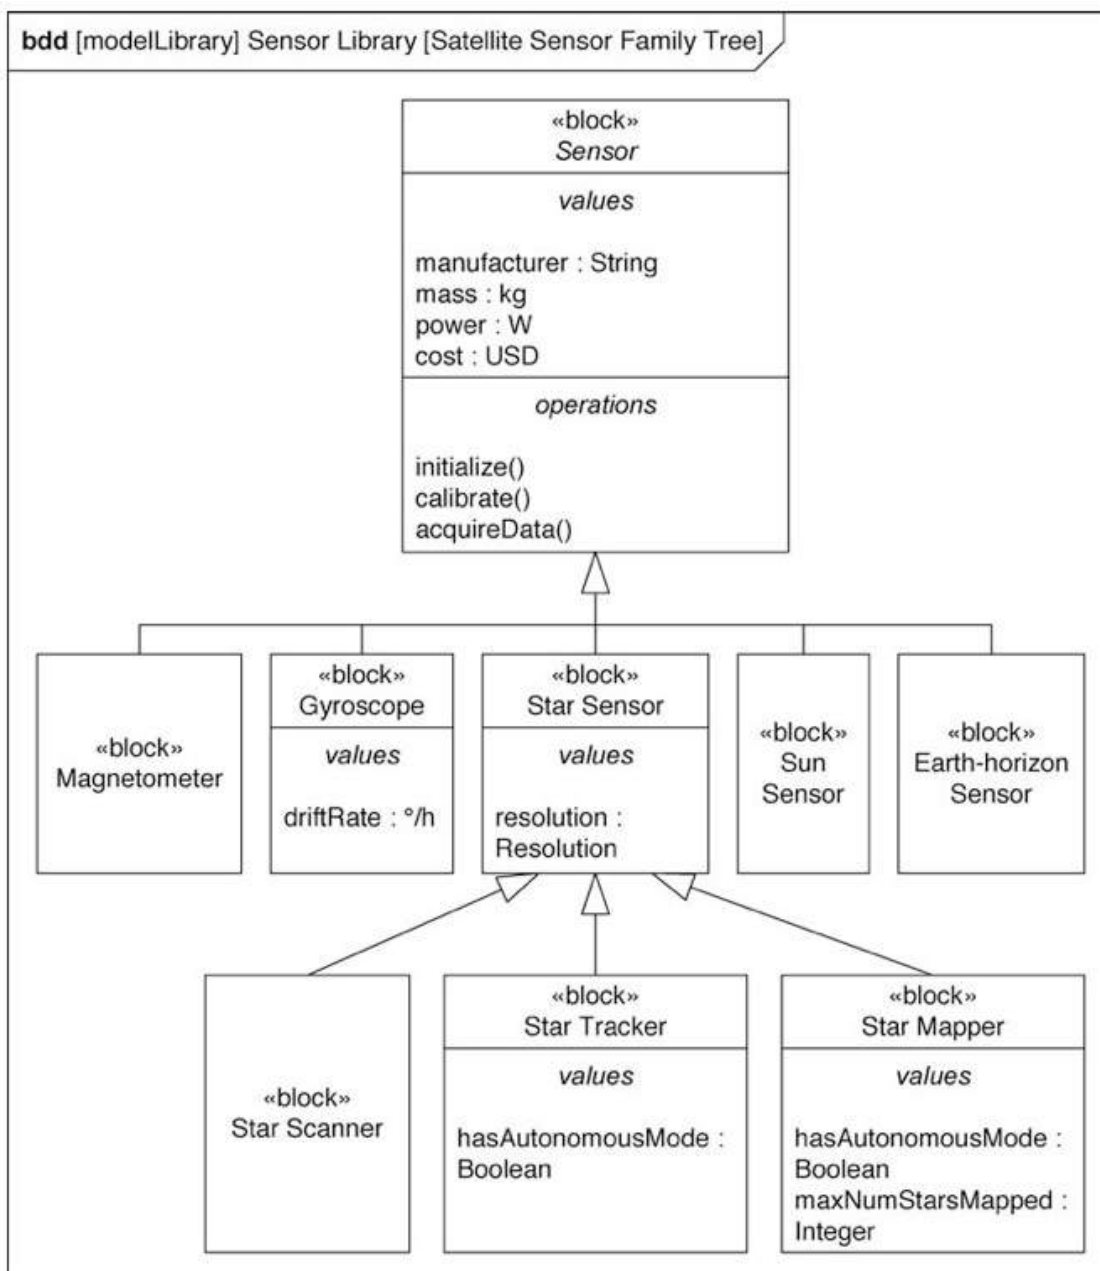 bdd [modelLibrary] Sensor Library [Satellite Sensor Family Tree]
«block»
Sensor
values
manufacturer : String
mass : kg
power : W
cost : USD
operations
initialize()
calibrate()
acquireData()
«block»
Magnetometer
«block»
Gyroscope
values
driftRate : °/h
«block»
Star Sensor
values
resolution :
Resolution
«block»
Sun
Sensor
«block»
Earth-horizon
Sensor
«block»
Star Scanner
«block»
Star Tracker
values
hasAutonomousMode :
Boolean
«block»
Star Mapper
values
hasAutonomousMode :
Boolean
maxNumStarsMapped :
Integer